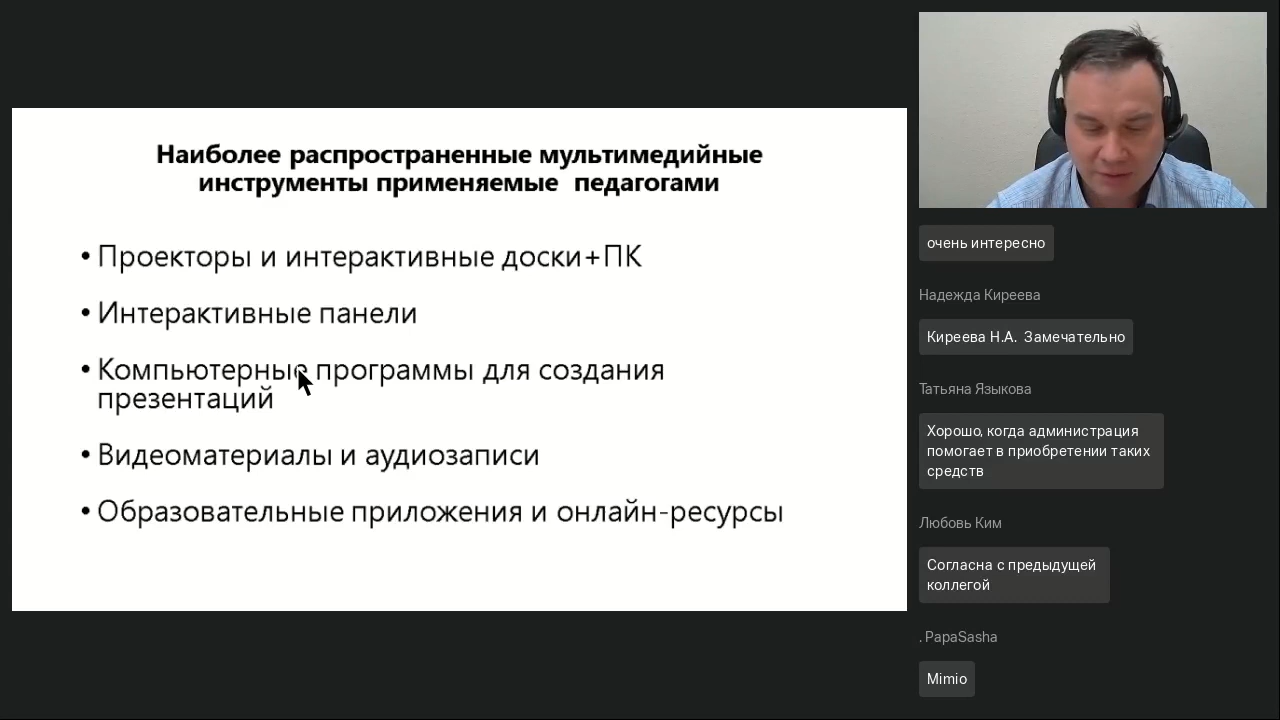 Наиболее распространенные мультимедийные
инструменты применяемые педагогами
• Проекторы и интерактивные доски+ПК
• Интерактивные панели
• Компьютерные программы для создания
презентаций
• Видеоматериалы и аудиозаписи
• Образовательные приложения и онлайн-ресурсы
очень интересно
Надежда Киреева
Киреева Н.А. Замечательно
Татьяна Языкова
Хорошо, когда администрация
помогает в приобретении таких
средств
Любовь Ким
Согласна с предыдущей
коллегой
. PapaSasha
Mimio